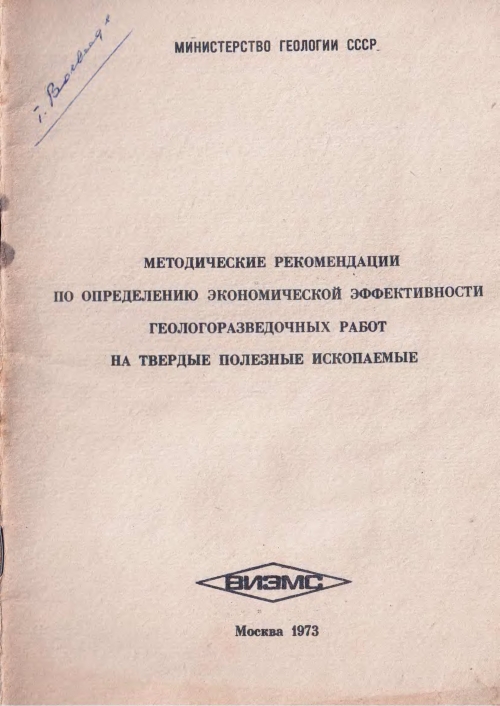 МИНИСТЕРСТВО ГЕОЛОГИИ СССР
МЕТОДИЧЕСКИЕ РЕКОМЕНДАЦИИ
ПО ОПРЕДЕЛЕНИЮ ЭКОНОМИЧЕСКОЙ ЭФФЕКТИВНОСТИ
ГЕОЛОГОРАЗВЕДОЧНЫХ РАБОТ
НА ТВЕРДЫЕ ПОЛЕЗНЫЕ ИСКОПАЕМЫЕ
ВИЭМС
Москва 1973